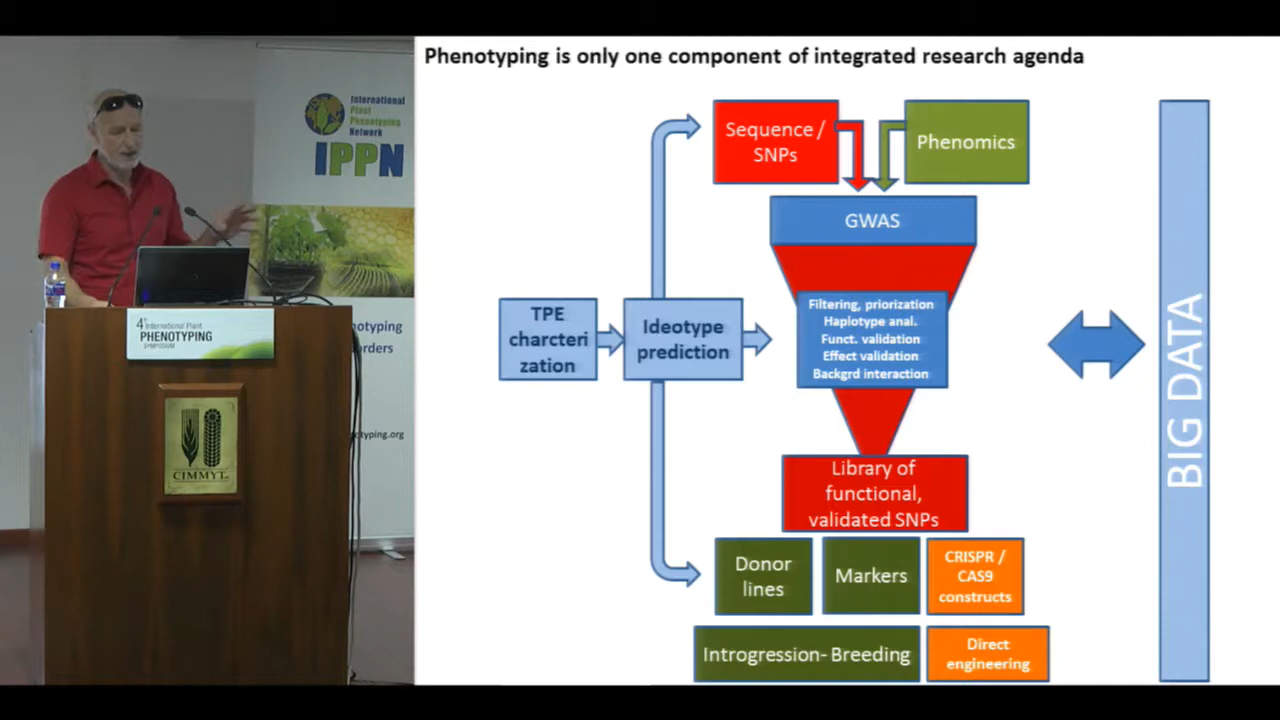 Phenotyping is only one component of integrated research agenda
International
Plant
Phenotyping
Network
IPPN
4th International Plant
PHENOTYPING
SYMPOSIUM
CIMMYT
Sequence /
SNPs
Phenomics
GWAS
TPE
charcteri
zation
Ideotype
prediction
Filtering, priorization
Haplotype anal.
Funct. validation
Effect validation
Backgrd interaction
BIG DATA
Library of
functional,
validated SNPs
Donor
lines
Markers
CRISPR /
CAS9
constructs
Introgression- Breeding
Direct
engineering